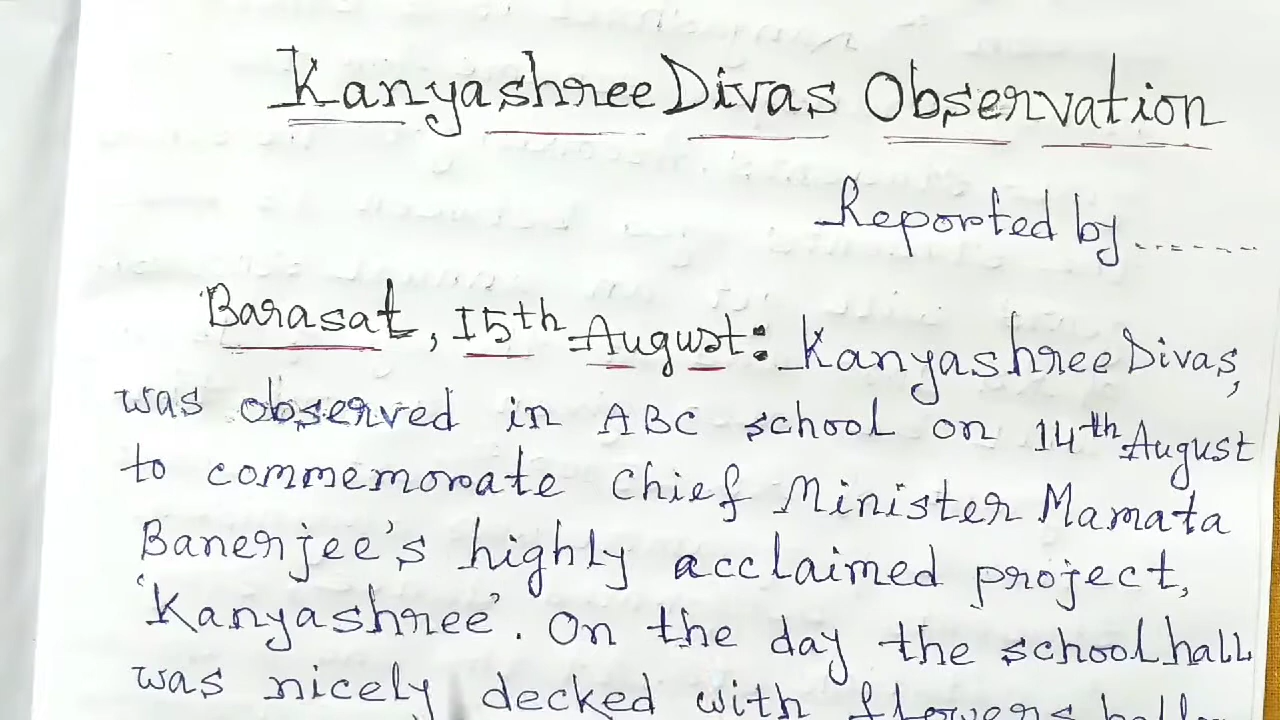 Kanyashree Divas Observation
Reported by.......
Barasat, 15th August: Kanyashree Divas,
was observed in ABC school on 14th August
to commemorate Chief Minister Mamata
Banerjee's highly acclaimed project,
'Kanyashree'. On the day the school hall
was nicely decked with flowers,